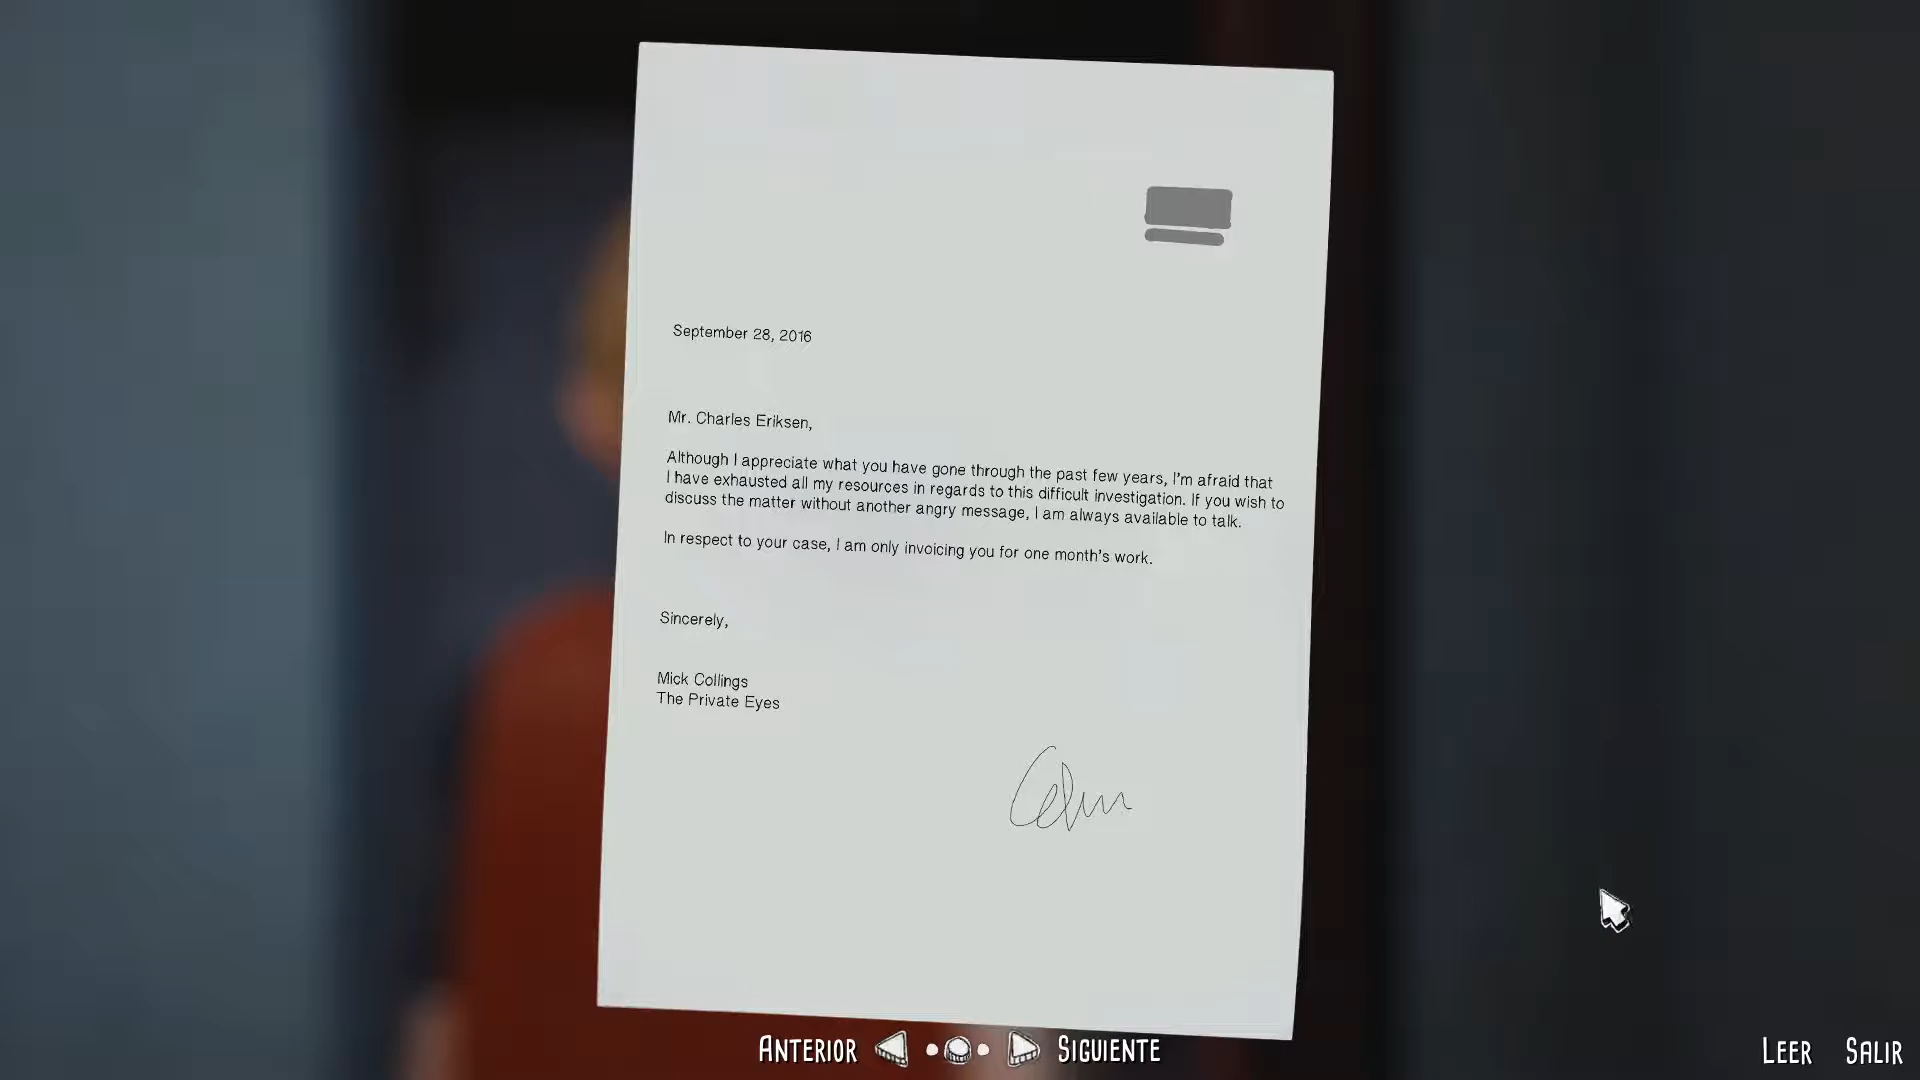 September 28, 2016
Mr. Charles Eriksen,
Although I appreciate what you have gone through the past few years, I'm afraid that
I have exhausted all my resources in regards to this difficult investigation. If you wish to
discuss the matter without another angry message, I am always available to talk.
In respect to your case, I am only invoicing you for one month's work.
Sincerely,
Mick Collings
The Private Eyes
ANTERIOR SIGUIENTE
LEER SALIR